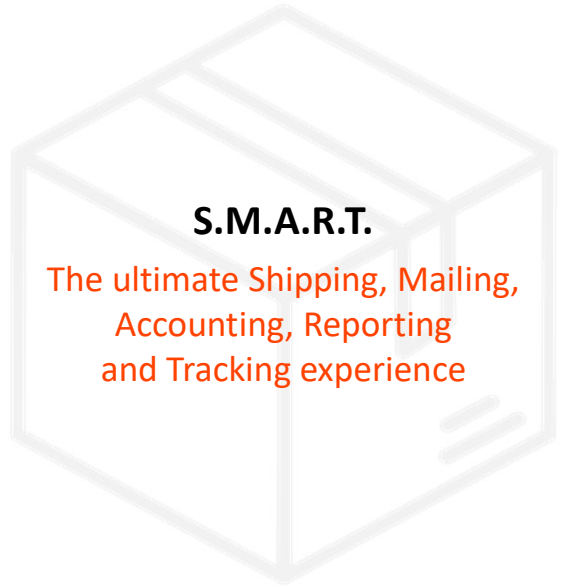 S.M.A.R.T.
The ultimate Shipping, Mailing,
Accounting, Reporting
and Tracking experience